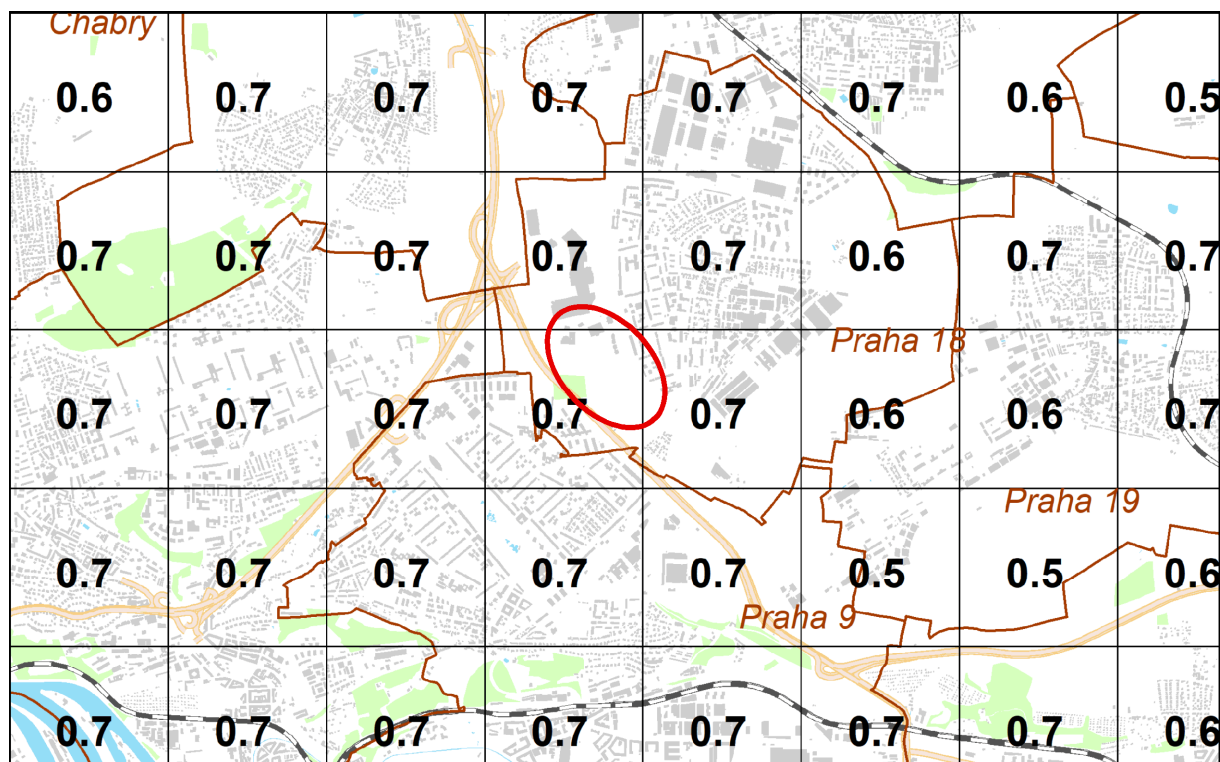 Chabry
0.6 0.7 0.7 0.7 0.7 0.7 0.6 0.5
0.7 0.7 0.7 0.7 0.7 0.6 0.7 0.7
Praha 18
0.7 0.7 0.7 0.7 0.7 0.6 0.6 0.7
Praha 19
0.7 0.7 0.7 0.7 0.7 0.5 0.5 0.6
Praha 9
0.7 0.7 0.7 0.7 0.7 0.7 0.7 0.6